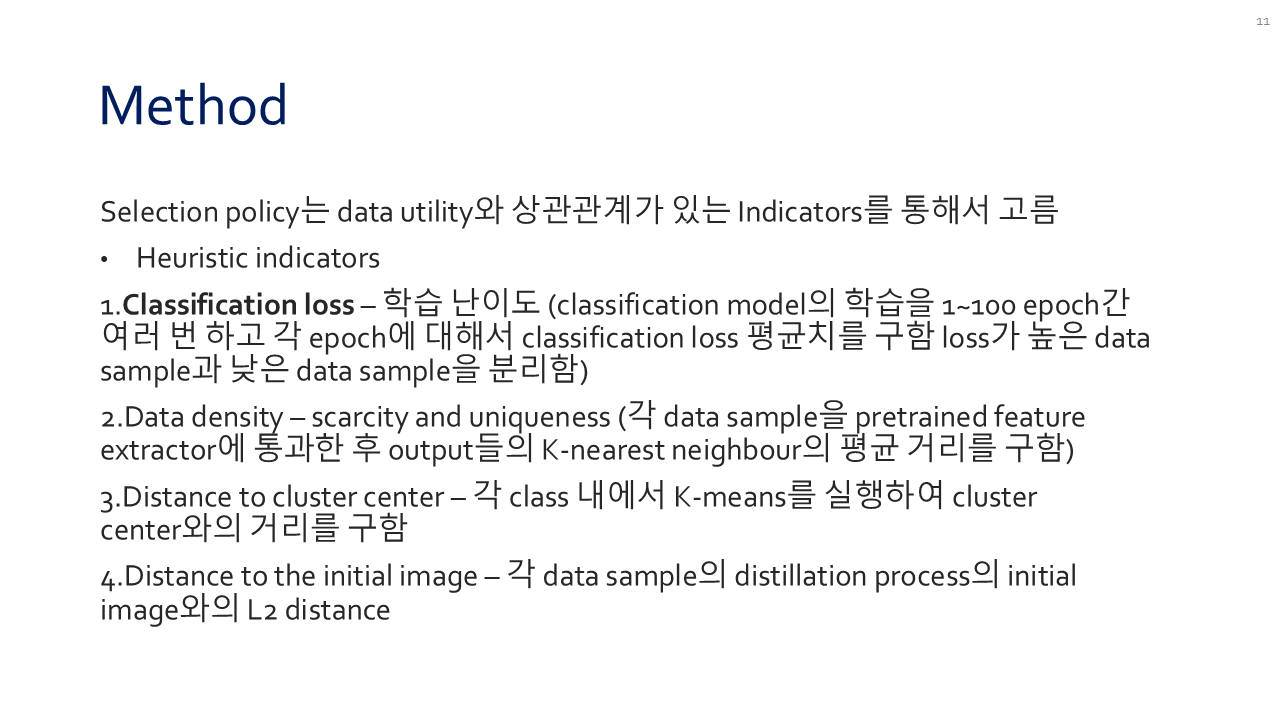 11
Method
Selection policy는 data utility와 상관관계가 있는 Indicators를 통해서 고름
• Heuristic indicators
1.Classification loss – 학습 난이도 (classification model의 학습을 1~100 epoch간
여러 번 하고 각 epoch에 대해서 classification loss 평균치를 구함 loss가 높은 data
sample과 낮은 data sample을 분리함)
2.Data density – scarcity and uniqueness (각 data sample을 pretrained feature
extractor에 통과한 후 output들의 K-nearest neighbour의 평균 거리를 구함)
3.Distance to cluster center – 각 class 내에서 K-means를 실행하여 cluster
center와의 거리를 구함
4.Distance to the initial image – 각 data sample의 distillation process의 initial
image와의 L2 distance